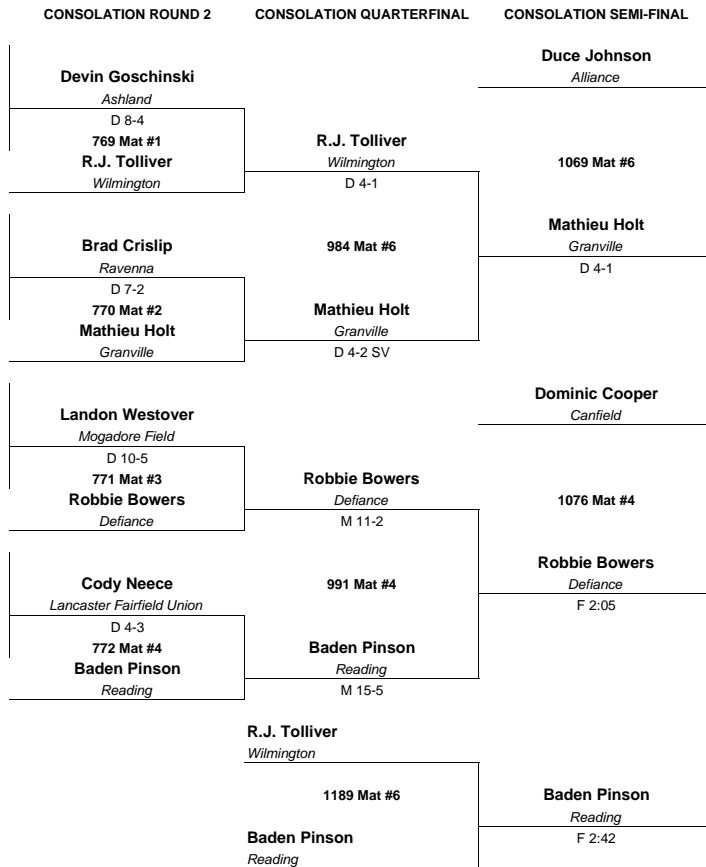 CONSOLATION ROUND 2
CONSOLATION QUARTERFINAL
CONSOLATION SEMI-FINAL
Duce Johnson
Alliance
Devin Goschinski
Ashland
D 8-4
769 Mat #1
R.J. Tolliver
Wilmington
R.J. Tolliver
Wilmington
D 4-1
1069 Mat #6
Brad Crislip
Ravenna
D 7-2
770 Mat #2
Mathieu Holt
Granville
984 Mat #6
Mathieu Holt
Granville
D 4-2 SV
Mathieu Holt
Granville
D 4-1
Dominic Cooper
Canfield
Landon Westover
Mogadore Field
D 10-5
771 Mat #3
Robbie Bowers
Defiance
Robbie Bowers
Defiance
M 11-2
1076 Mat #4
Cody Neece
Lancaster Fairfield Union
D 4-3
772 Mat #4
Baden Pinson
Reading
991 Mat #4
Baden Pinson
Reading
M 15-5
Robbie Bowers
Defiance
F 2:05
R.J. Tolliver
Wilmington
1189 Mat #6
Baden Pinson
Reading
Baden Pinson
Reading
F 2:42